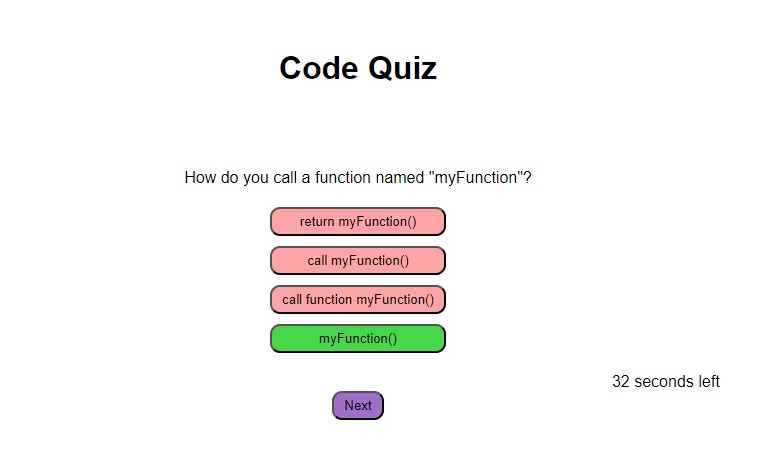 Code Quiz
How do you call a function named "myFunction"?
return myFunction()
call myFunction()
call function myFunction()
myFunction()
32 seconds left
Next